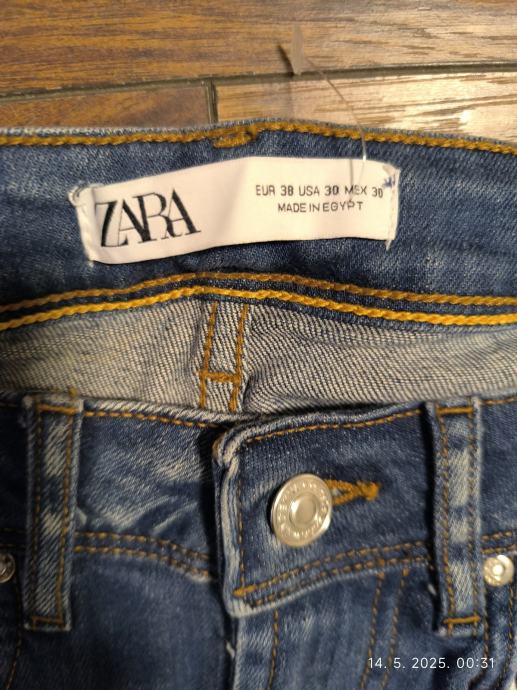 ZARA
EUR 38 USA 30 MEX 30
MADE IN EGYPT
14. 5. 2025. 00:31